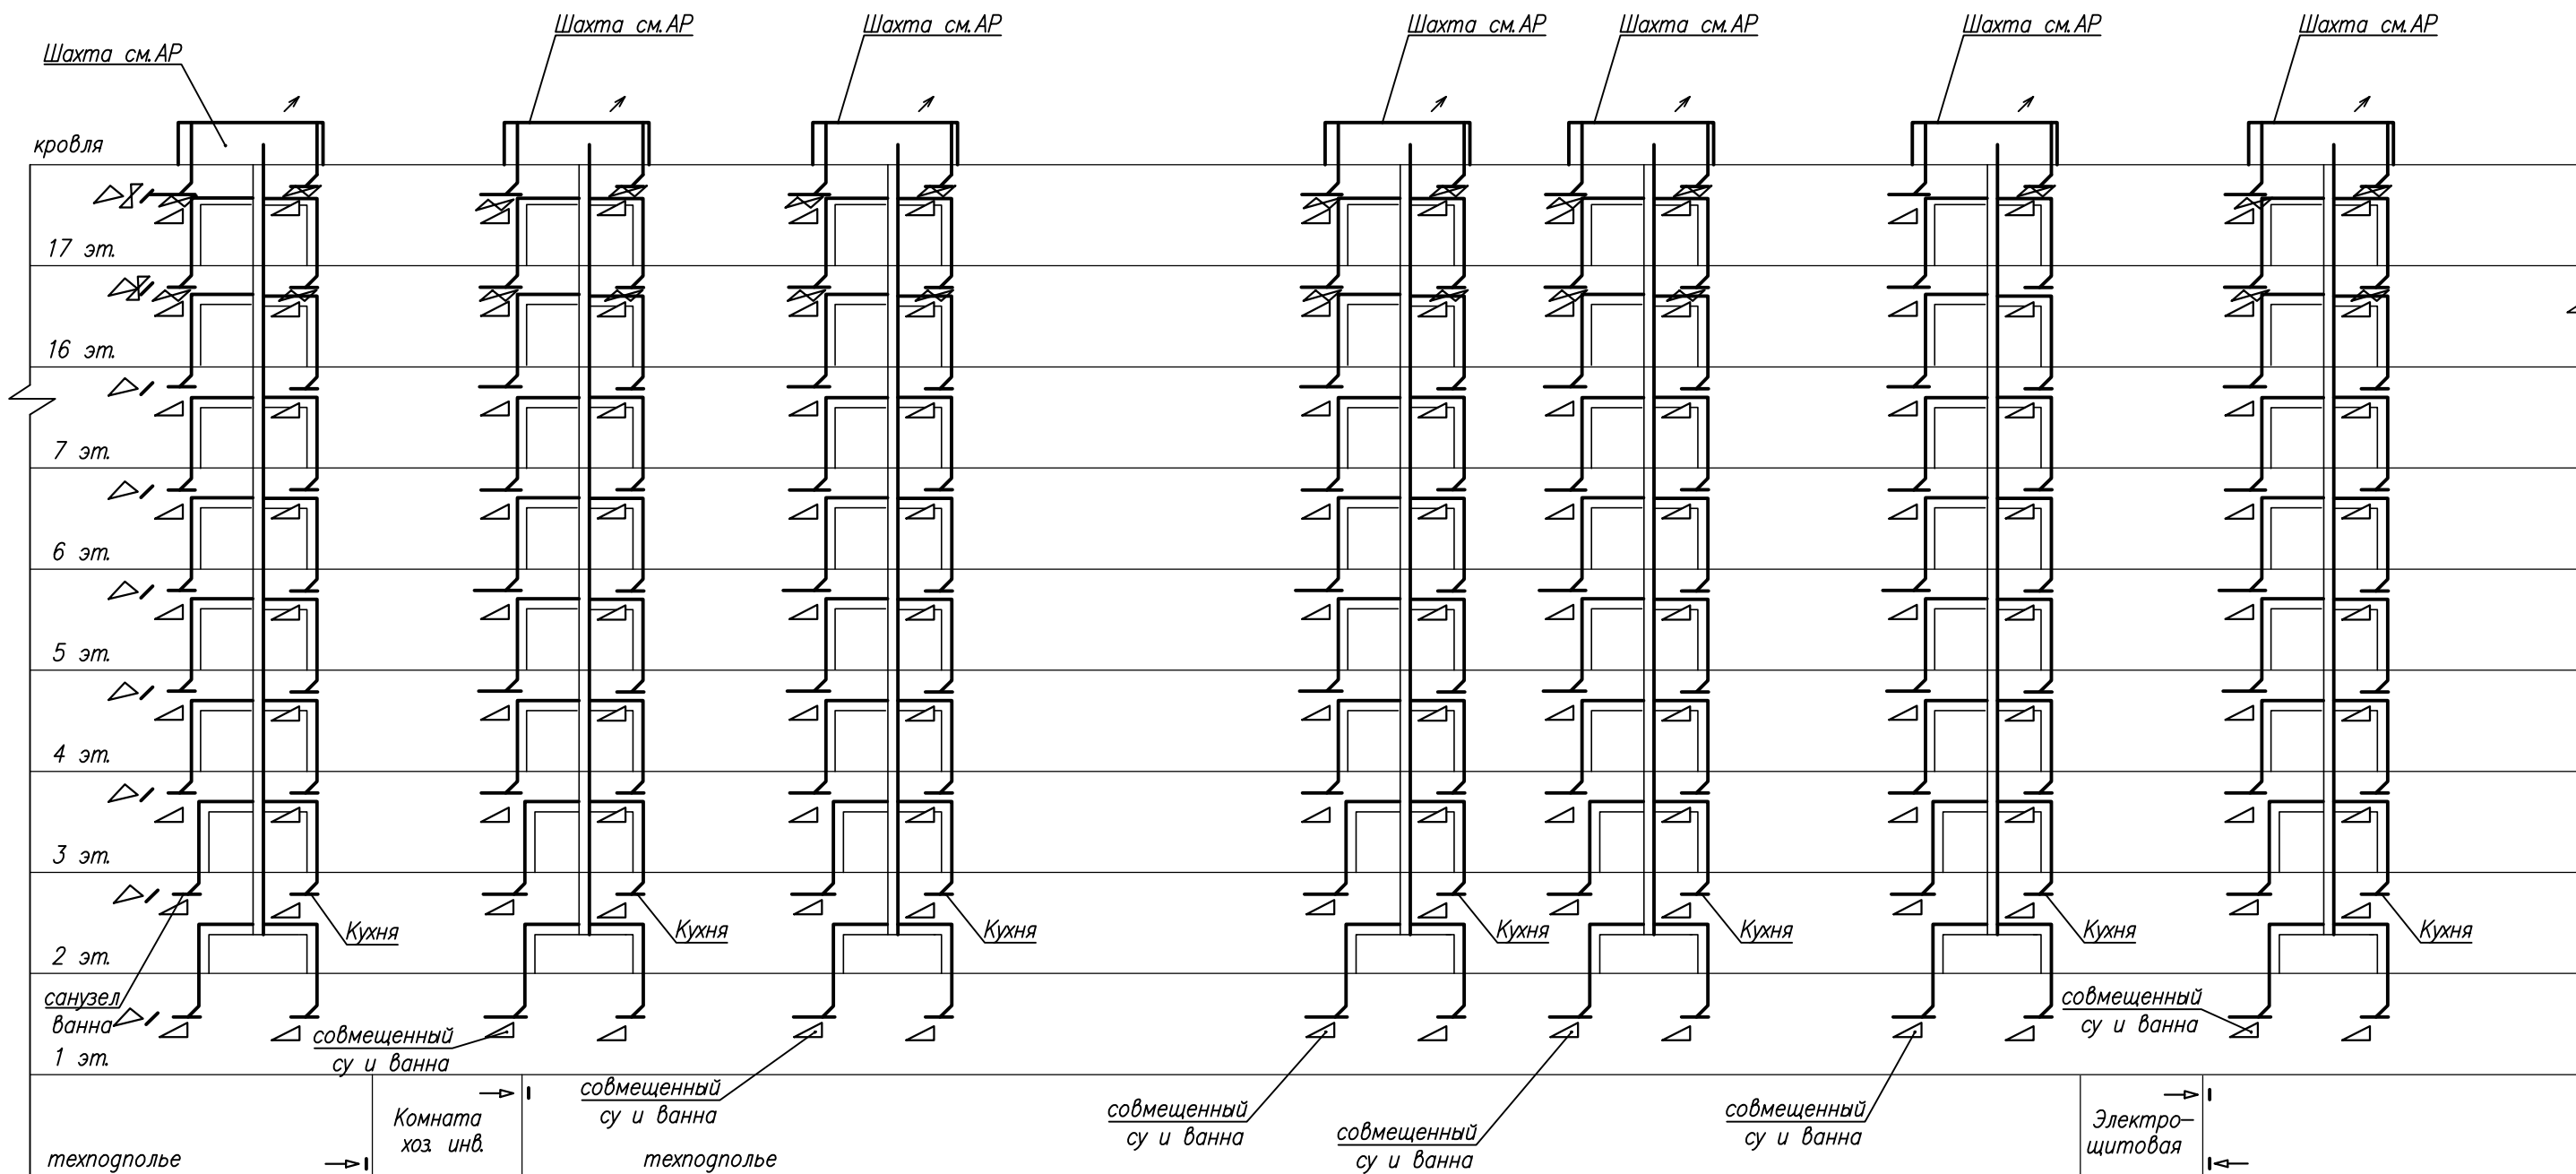 Шахта см. АР
Шахта см. АР
Шахта см. АР
Шахта см. АР
Шахта см. АР
Шахта см. АР
Шахта см. АР
кровля
17 эт.
16 эт.
7 эт.
6 эт.
5 эт.
4 эт.
3 эт.
Кухня
Кухня
Кухня
Кухня
Кухня
Кухня
Кухня
2 эт.
санузел
ванна
1 эт.
совмещенный
су и ванна
совмещенный
су и ванна
совмещенный
су и ванна
совмещенный
су и ванна
совмещенный
су и ванна
совмещенный
су и ванна
Комната
хоз. инв.
Электро-
щитовая
техподполье
техподполье